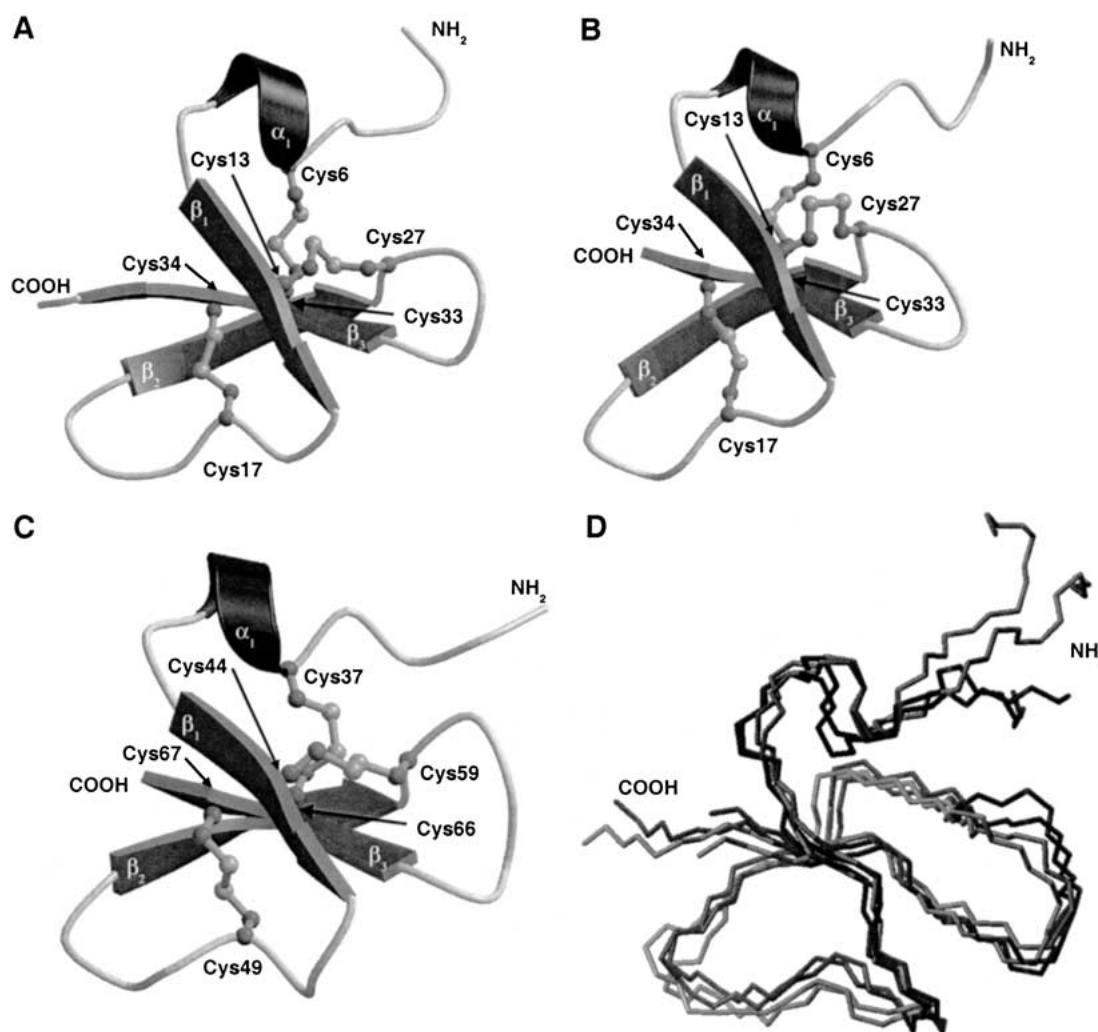 A
NH₂
α₁
Cys13
Cys6
β₁
Cys27
Cys34
COOH
Cys33
β₃
β₂
Cys17
B
NH₂
Cys13
α₁
Cys6
β₁
Cys27
Cys34
COOH
Cys33
β₃
β₂
Cys17
C
NH₂
α₁
Cys44
Cys37
β₁
Cys67
COOH
Cys59
Cys66
β₃
β₂
Cys49
D
NH
COOH